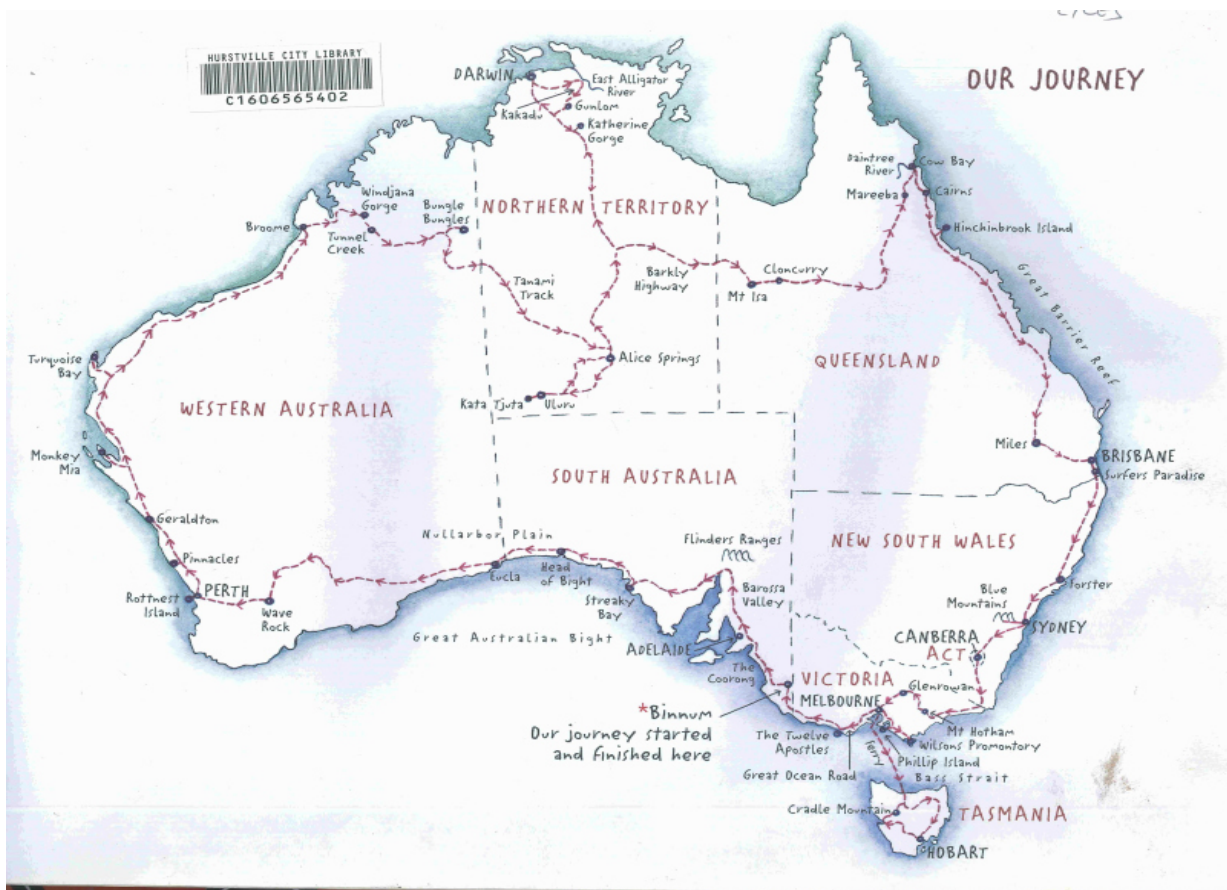 HURSTVILLE CITY LIBRARY
C1606565402
OUR JOURNEY
DARWIN
East Alligator
River
Kakadu
Gunlom
Katherine
Gorge
Daintree
River
Cow Bay
Mareeba
Cairns
Hinchinbrook Island
Windjana
Gorge
Bungle
Bungles
Broome
Tunnel
Creek
NORTHERN TERRITORY
Tanami
Track
Barkly
Highway
Cloncurry
Mt Isa
Great Barrier Reef
Turquoise
Bay
Alice Springs
QUEENSLAND
WESTERN AUSTRALIA
Kata Tjuta
Uluru
Monkey
Mia
Miles
BRISBANE
Surfers Paradise
SOUTH AUSTRALIA
Geraldton
Nullarbor Plain
Flinders Ranges
NEW SOUTH WALES
Pinnacles
PERTH
Rottnest
Island
Wave
Rock
Eucla
Head
of Bight
Streaky
Bay
Barossa
Valley
Blue
Mountains
Forster
SYDNEY
Great Australian Bight
ADELAIDE
CANBERRA
ACT
The
Coorong
VICTORIA
MELBOURNE
Glenrowan
*Binnum
Our journey started
and finished here
The Twelve
Apostles
Mt Hotham
Wilsons Promontory
Phillip Island
Great Ocean Road
Ferry
Bass Strait
Cradle Mountain
TASMANIA
HOBART